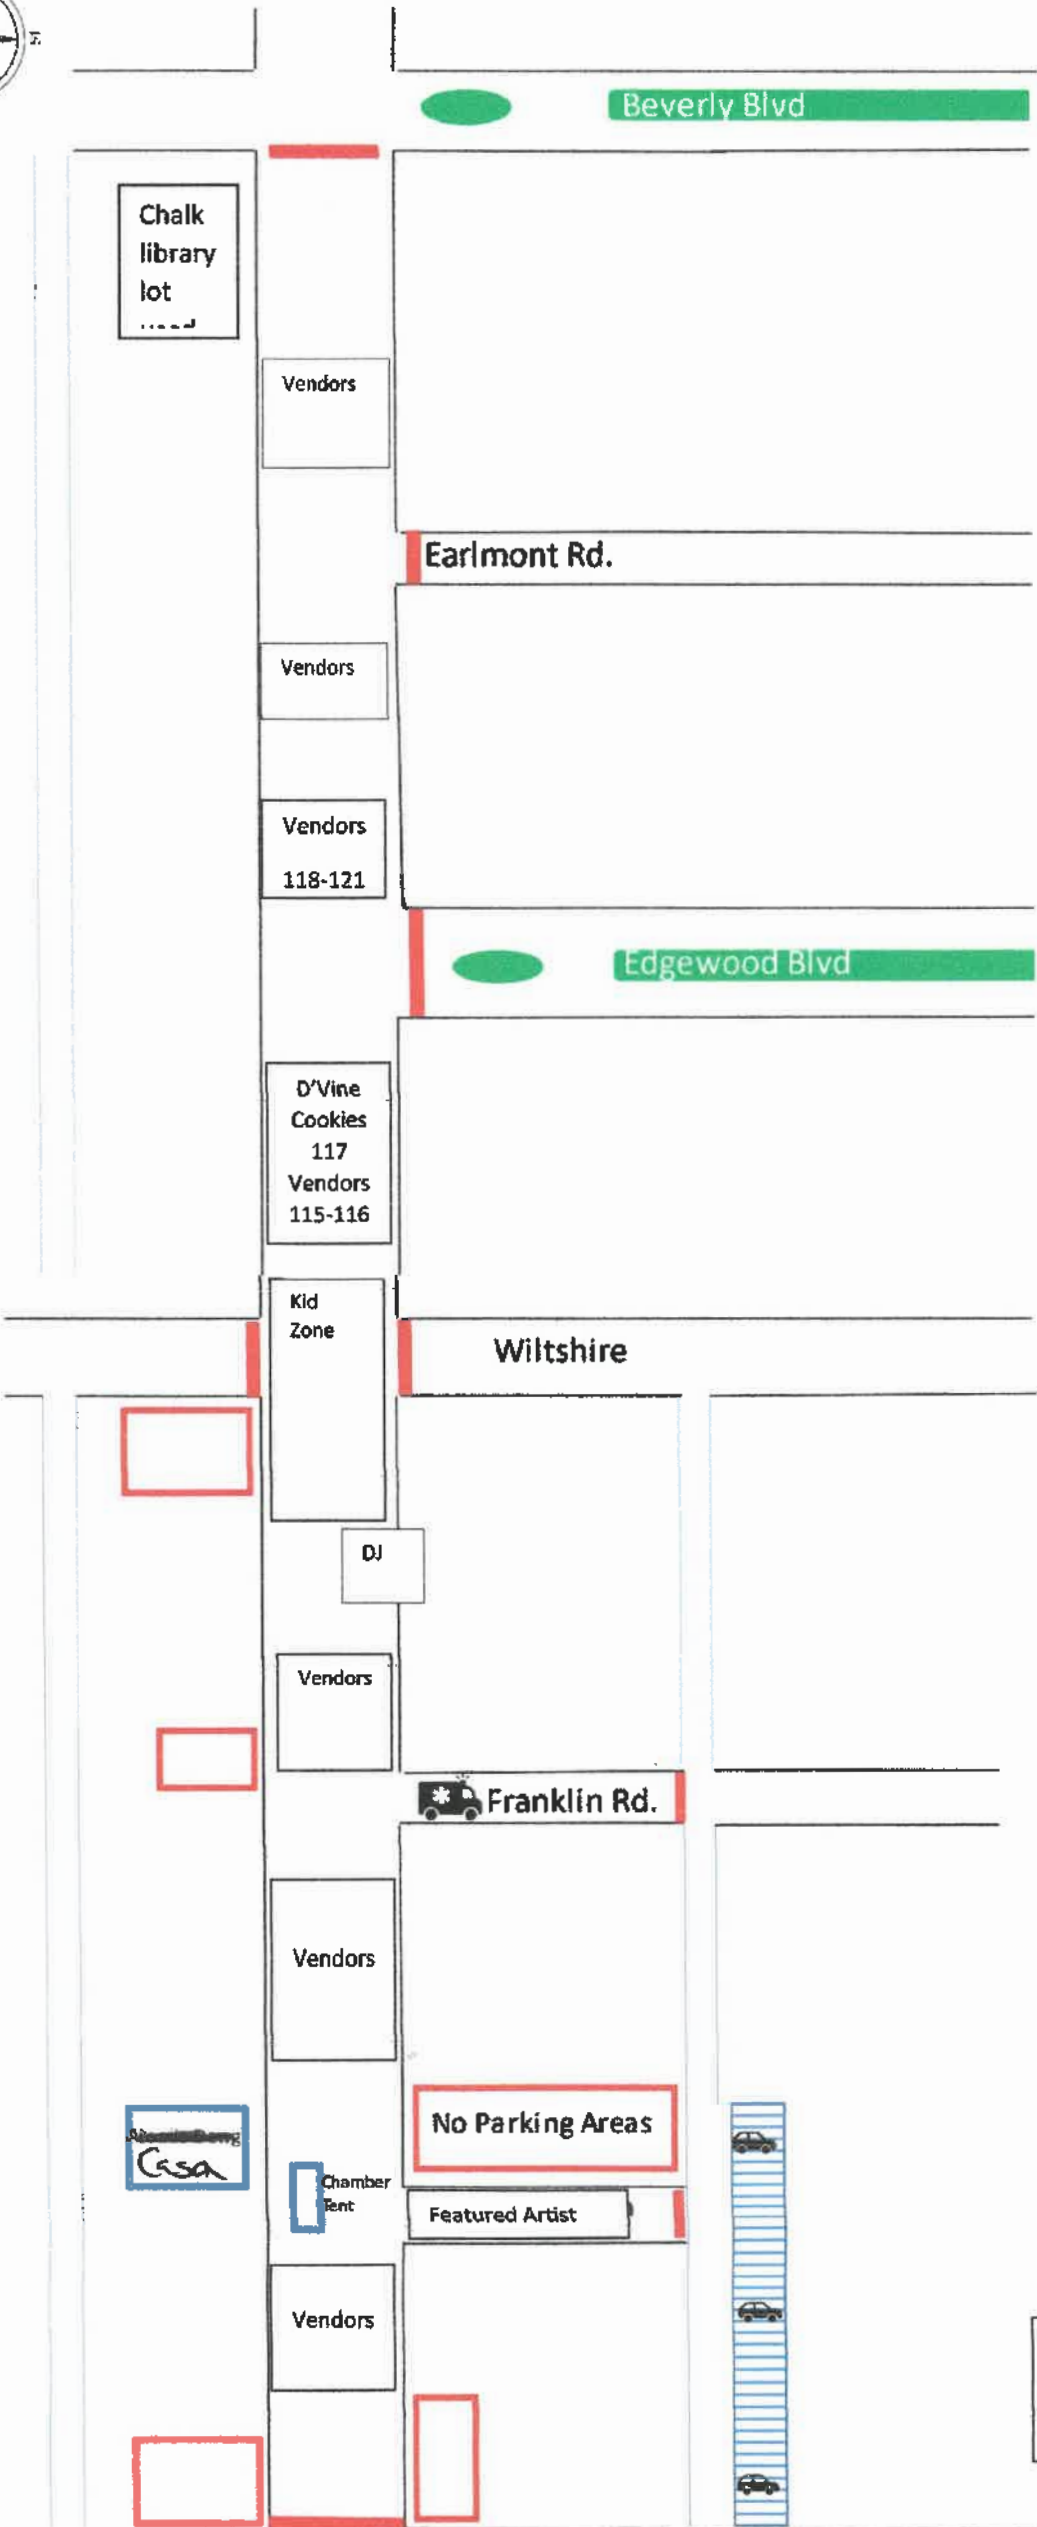 Beverly Blvd
Chalk
library
lot
Vendors
Earlmont Rd.
Vendors
Vendors
118-121
Edgewood Blvd
D'Vine
Cookies
117
Vendors
115-116
Kid
Zone
Wiltshire
DJ
Vendors
Franklin Rd.
Vendors
No Parking Areas
Casa
Chamber
Tent
Featured Artist
Vendors